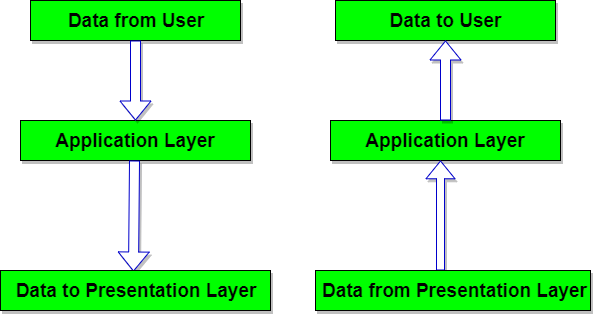 Data from User
Application Layer
Data to Presentation Layer
Data to User
Application Layer
Data from Presentation Layer